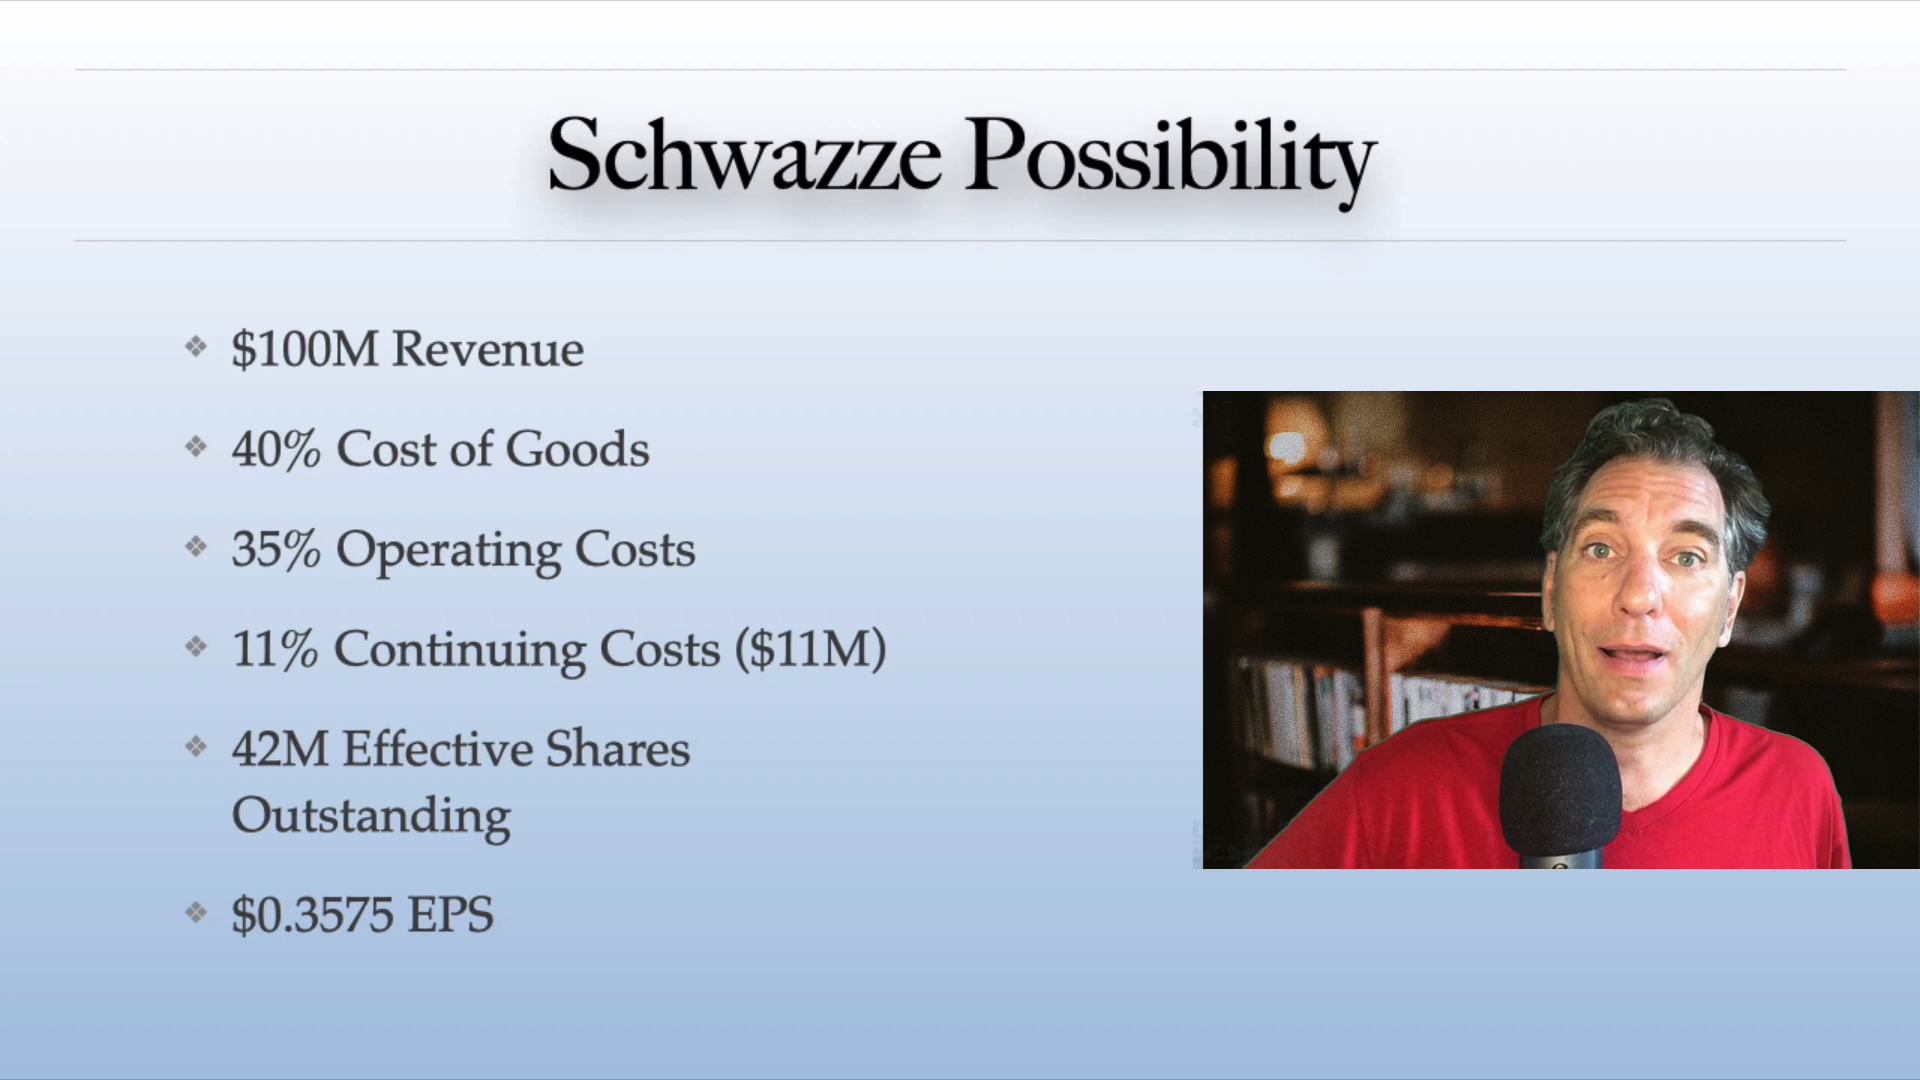 Schwazze Possibility
$100M Revenue
40% Cost of Goods
35% Operating Costs
11% Continuing Costs ($11M)
42M Effective Shares
Outstanding
$0.3575 EPS